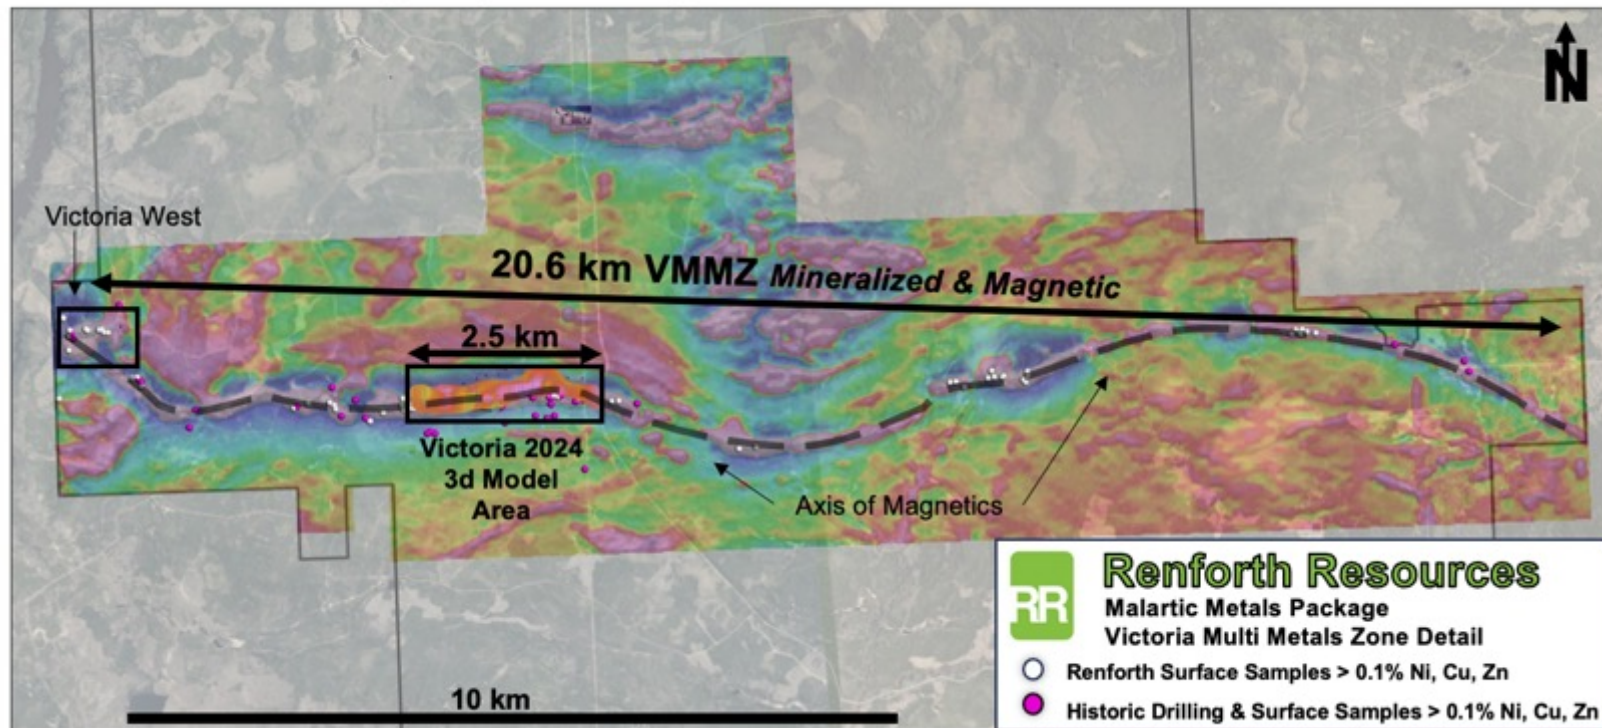 N
Victoria West
20.6 km VMMZ Mineralized & Magnetic
2.5 km
Victoria 2024
3d Model
Area
Axis of Magnetics
RR
Renforth Resources
Malartic Metals Package
Victoria Multi Metals Zone Detail
Renforth Surface Samples > 0.1% Ni, Cu, Zn
Historic Drilling & Surface Samples > 0.1% Ni, Cu, Zn
10 km